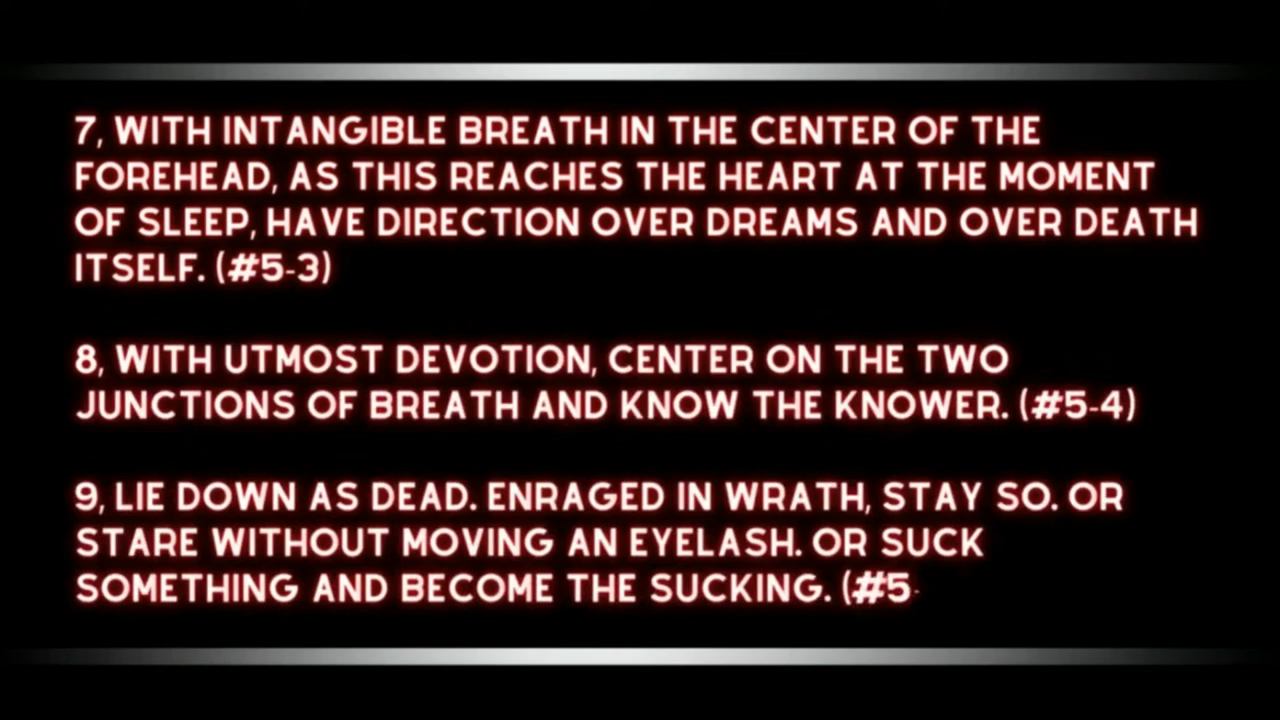 7, WITH INTANGIBLE BREATH IN THE CENTER OF THE
FOREHEAD, AS THIS REACHES THE HEART AT THE MOMENT
OF SLEEP, HAVE DIRECTION OVER DREAMS AND OVER DEATH
ITSELF. (#5-3)
8, WITH UTMOST DEVOTION, CENTER ON THE TWO
JUNCTIONS OF BREATH AND KNOW THE KNOWER. (#5-4)
9, LIE DOWN AS DEAD. ENRAGED IN WRATH, STAY SO. OR
STARE WITHOUT MOVING AN EYELASH. OR SUCK
SOMETHING AND BECOME THE SUCKING. (#5-